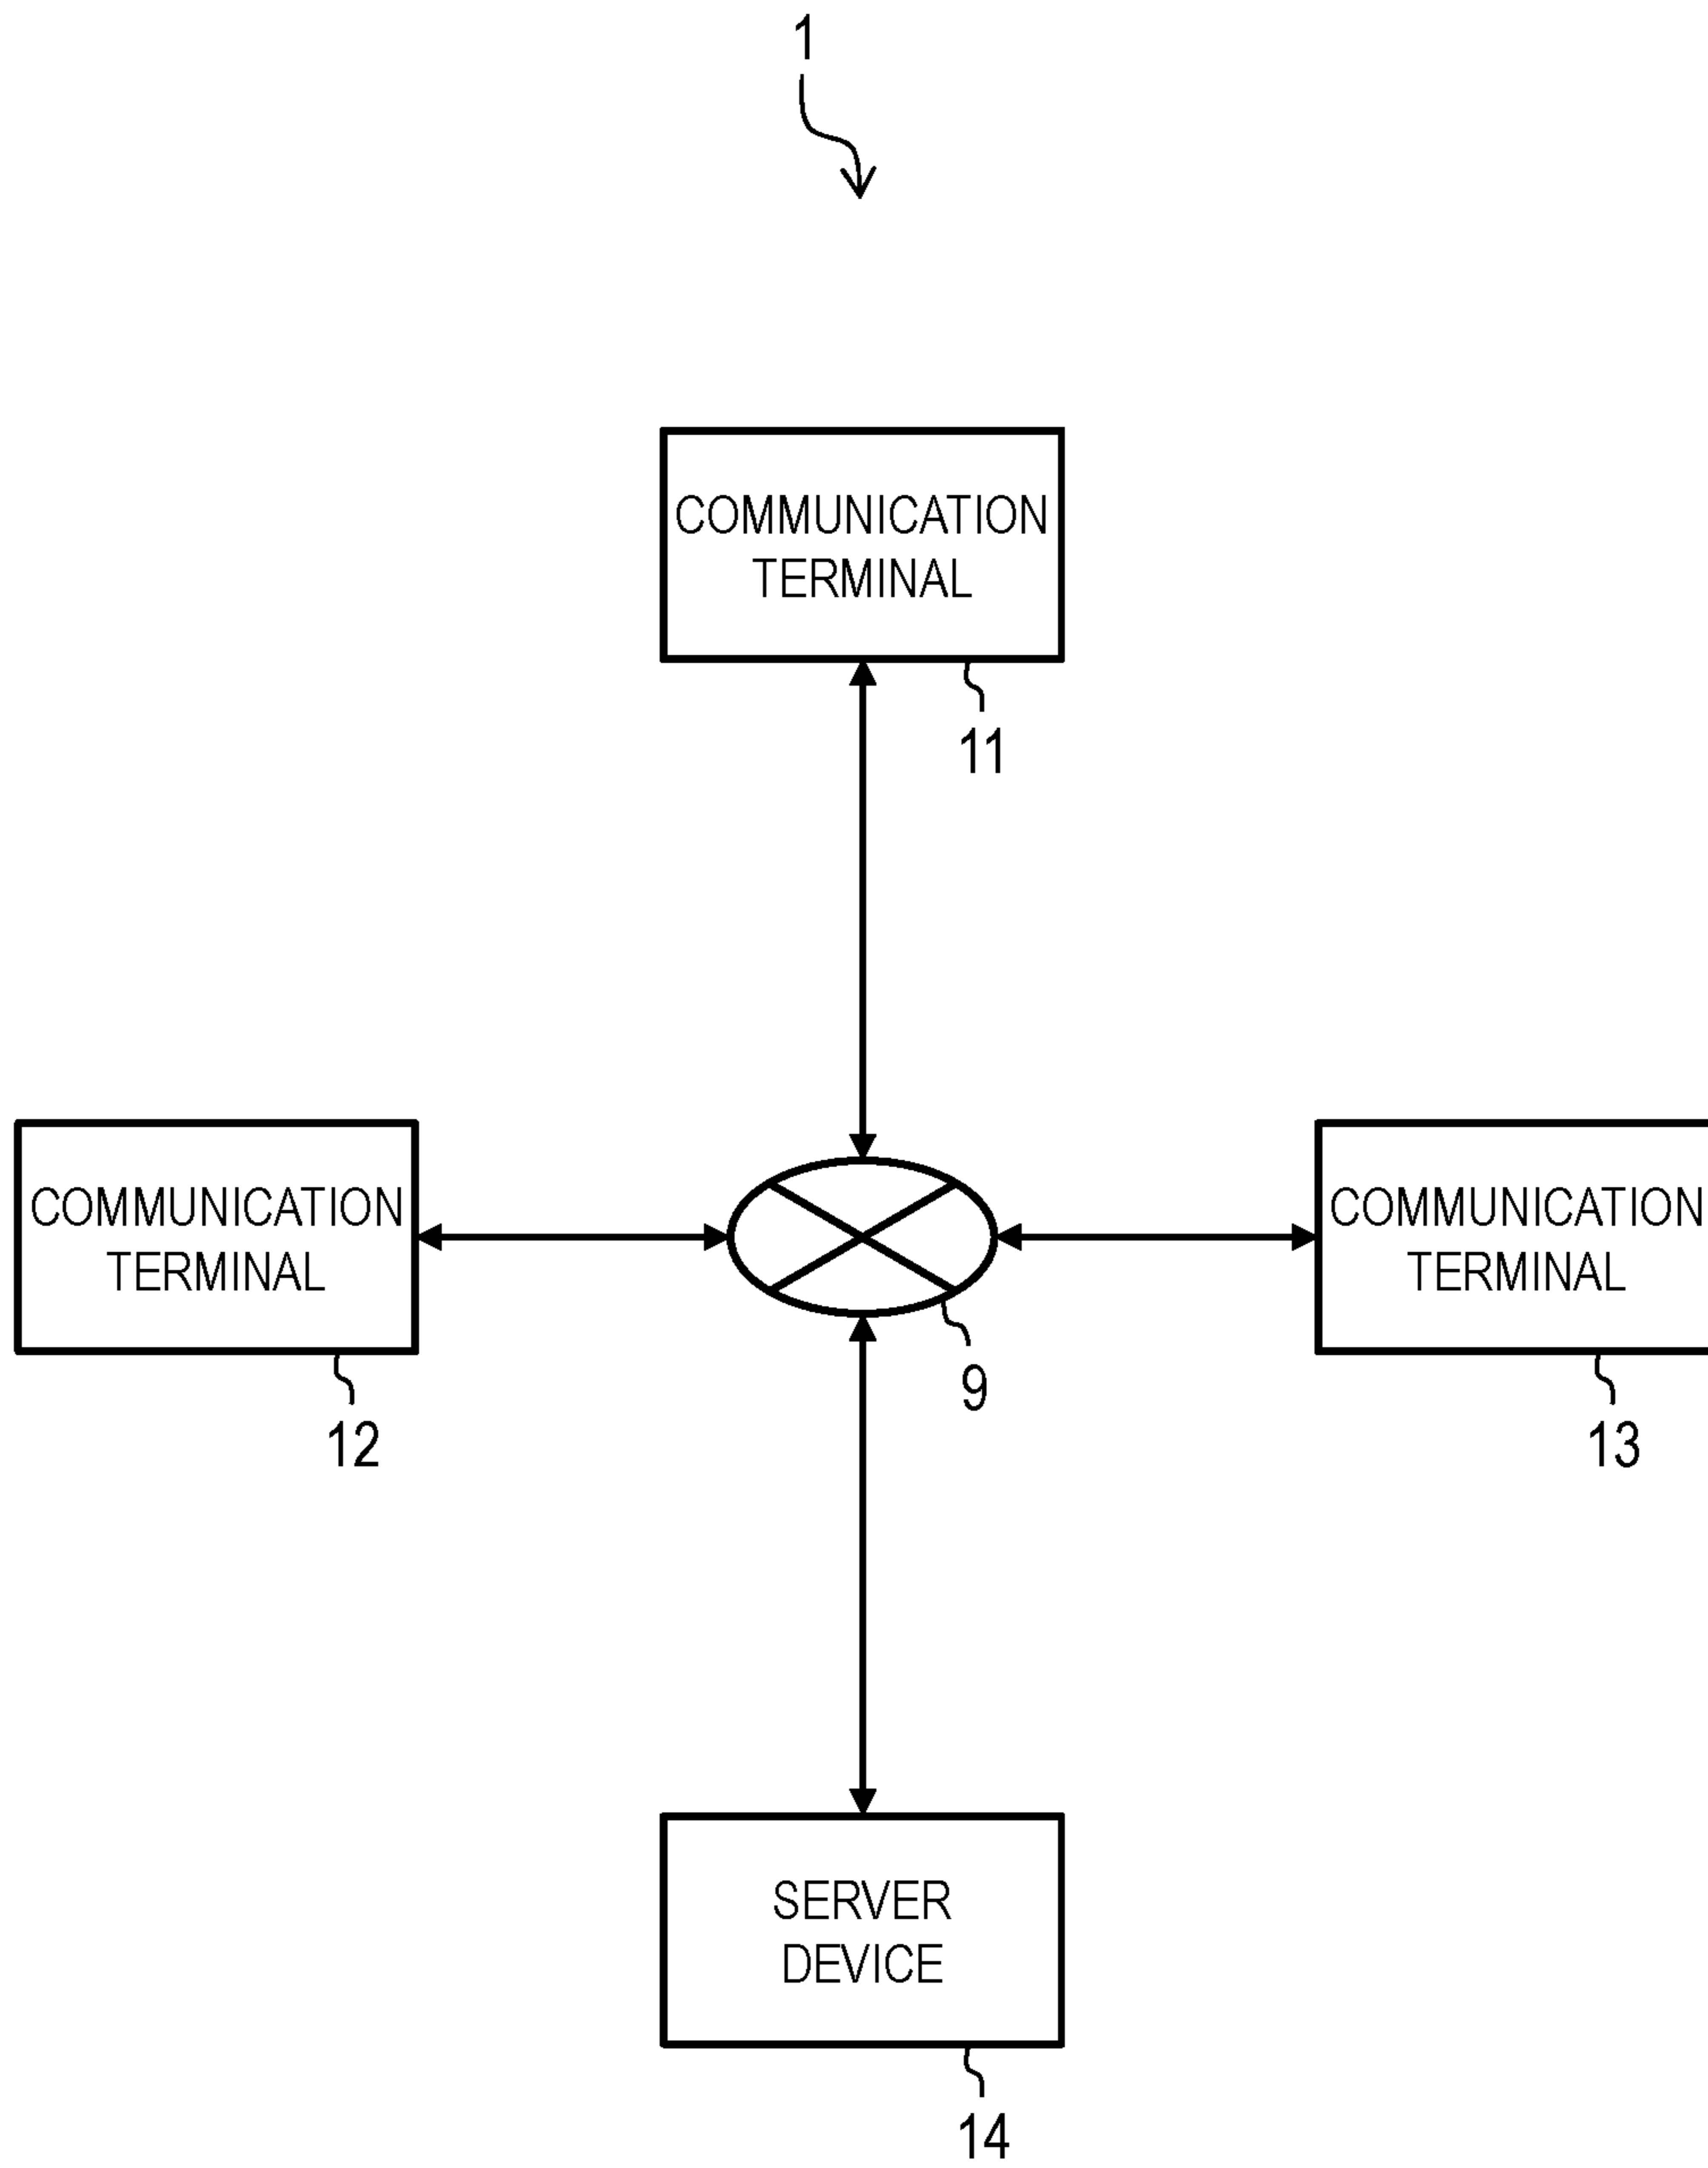 1
COMMUNICATION
TERMINAL
11
COMMUNICATION
TERMINAL
12
9
COMMUNICATION
TERMINAL
13
SERVER
DEVICE
14